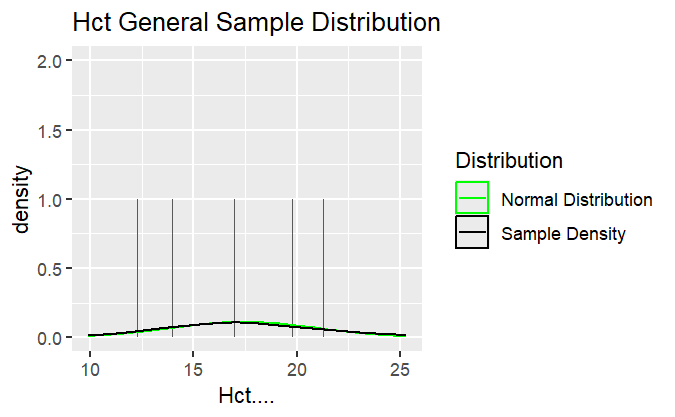 Hct General Sample Distribution
2.0
1.5
1.0
0.5
0.0
density
10 15 20 25
Hct....
Distribution
Normal Distribution
Sample Density